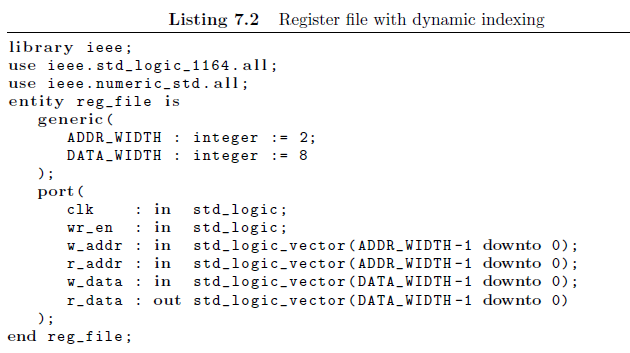 Listing 7.2 Register file with dynamic indexing
library ieee;
use ieee.std_logic_1164.all;
use ieee.numeric_std.all;
entity reg_file is
   generic(
      ADDR_WIDTH : integer := 2;
      DATA_WIDTH : integer := 8
   );
   port(
      clk    : in  std_logic;
      wr_en  : in  std_logic;
      w_addr : in  std_logic_vector(ADDR_WIDTH-1 downto 0);
      r_addr : in  std_logic_vector(ADDR_WIDTH-1 downto 0);
      w_data : in  std_logic_vector(DATA_WIDTH-1 downto 0);
      r_data : out std_logic_vector(DATA_WIDTH-1 downto 0)
   );
end reg_file;